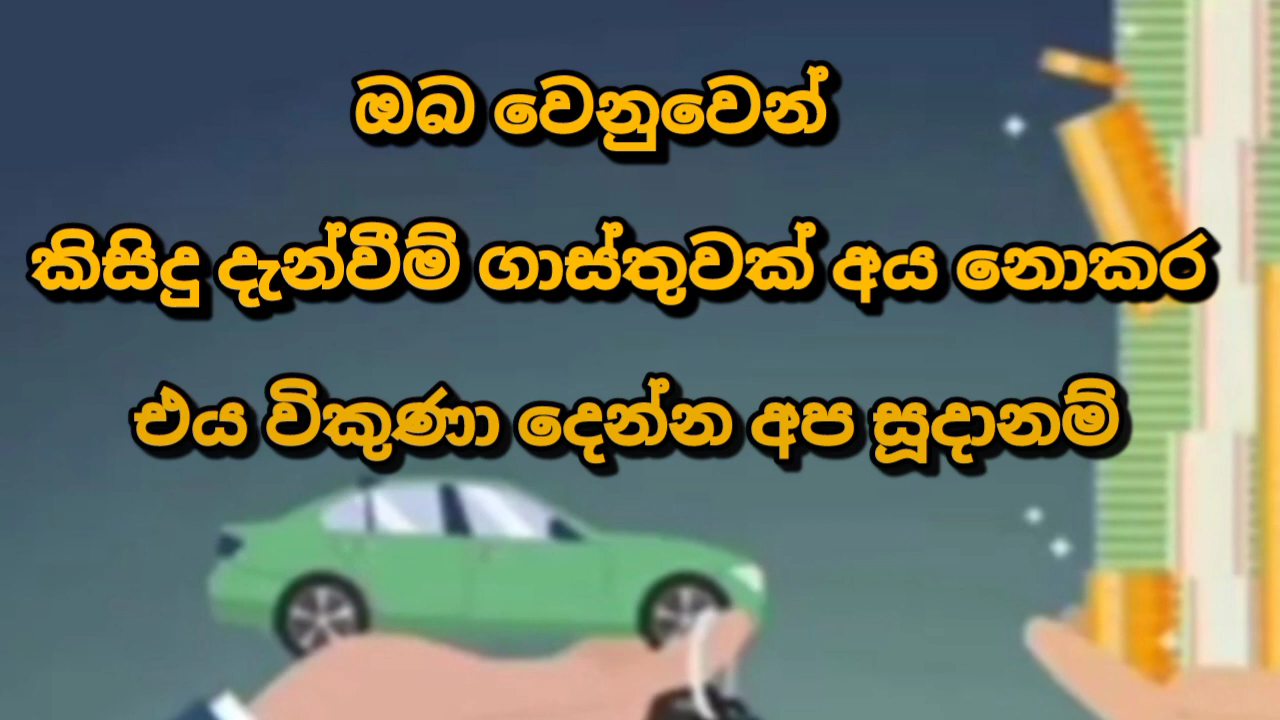 ඔබ වෙනුවෙන්
කිසිදු දැන්වීම් ගාස්තුවක් අය නොකර
එය විකුණා දෙන්න අප සූදානම්